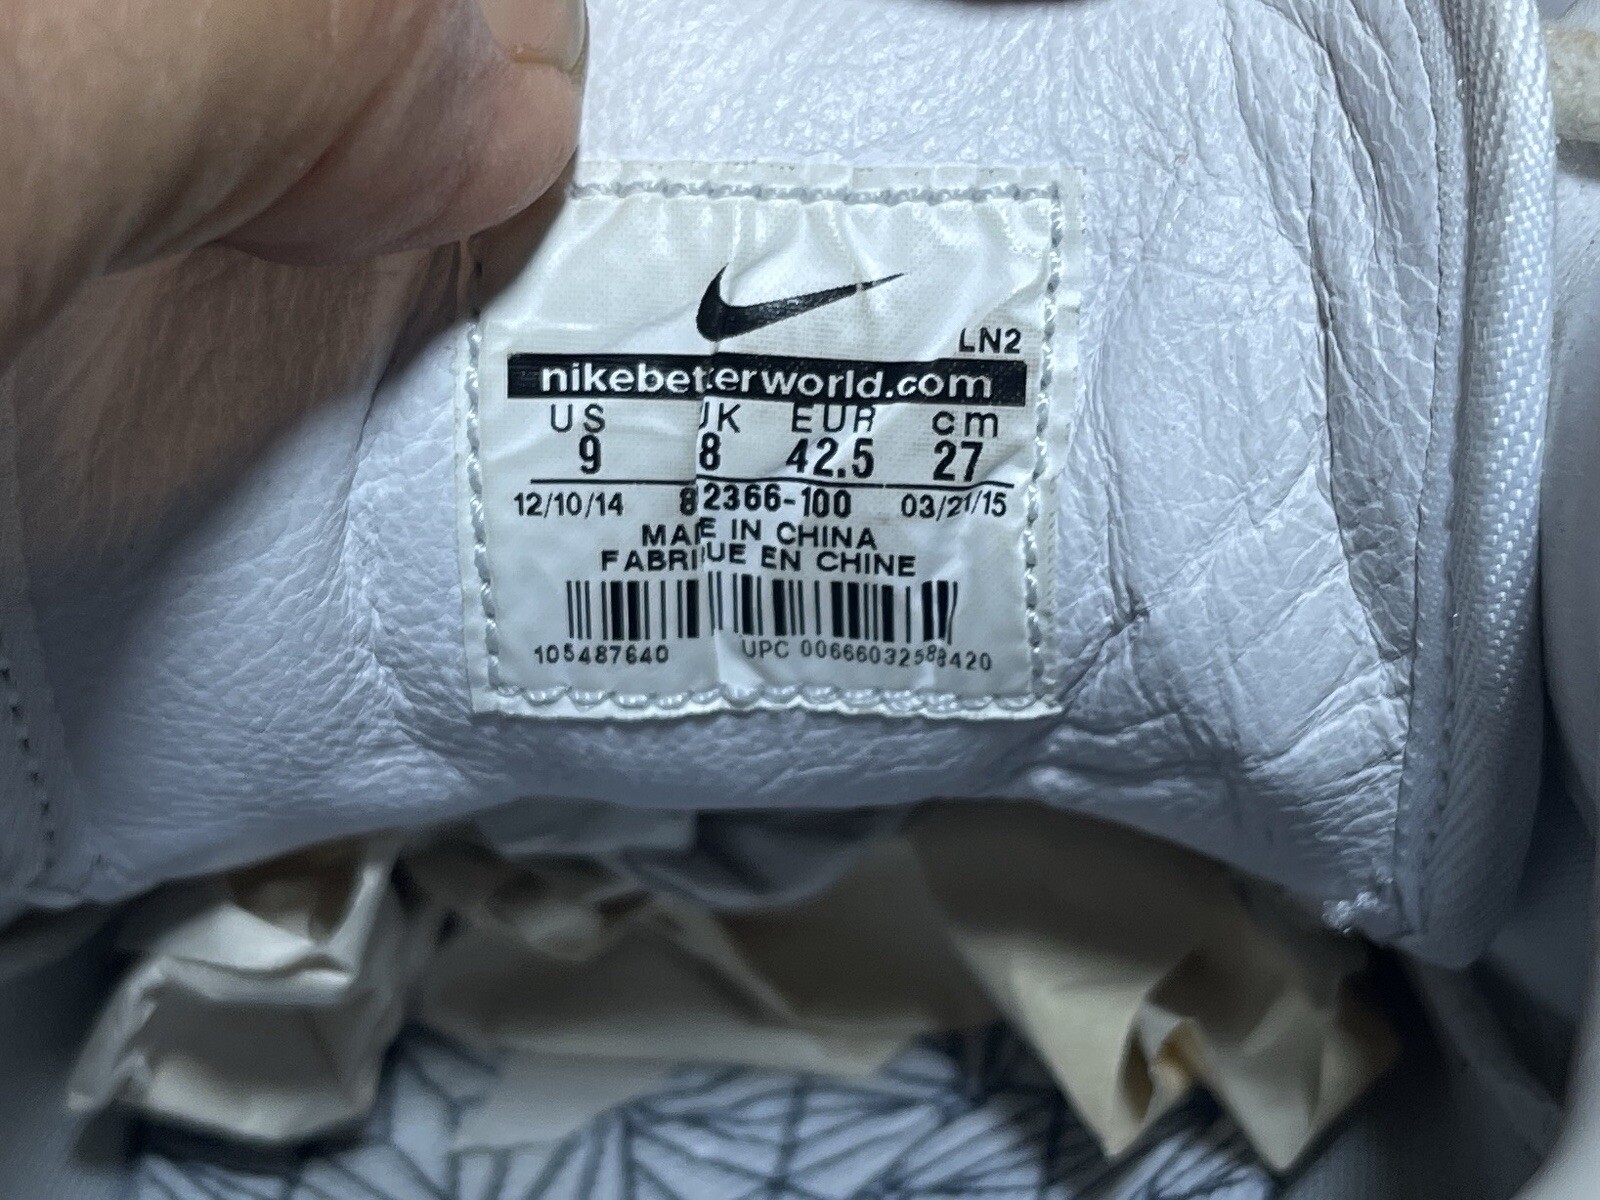 LN2
nikebetterworld.com
US UK EUR cm
9 8 42.5 27
12/10/14 03/21/15
MADE IN CHINA
FABRIQUE EN CHINE
105487640 UPC